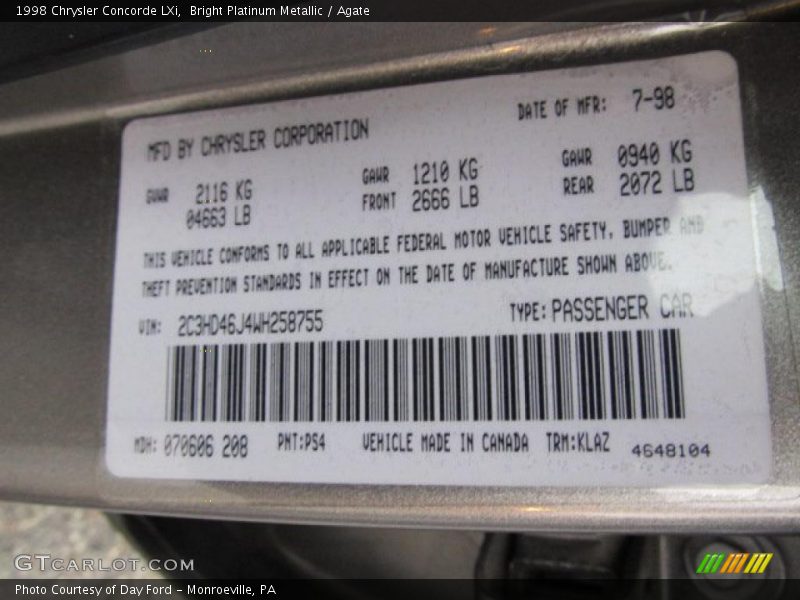 1998 Chrysler Concorde LXi,  Bright Platinum Metallic / Agate
MFD BY CHRYSLER CORPORATION
DATE OF MFR: 7-98
GVWR 2116 KG
04663 LB
GAWR 1210 KG
FRONT 2666 LB
GAWR 0940 KG
REAR 2072 LB
THIS VEHICLE CONFORMS TO ALL APPLICABLE FEDERAL MOTOR VEHICLE SAFETY, BUMPER AND
THEFT PREVENTION STANDARDS IN EFFECT ON THE DATE OF MANUFACTURE SHOWN ABOVE.
VIN: 2C3HD46J4WH258755
TYPE: PASSENGER CAR
MDH: 070606 208 PNT:PS4 VEHICLE MADE IN CANADA TRM:KLAZ 4648104
GTCARLOT.COM
Photo Courtesy of Day Ford – Monroeville, PA